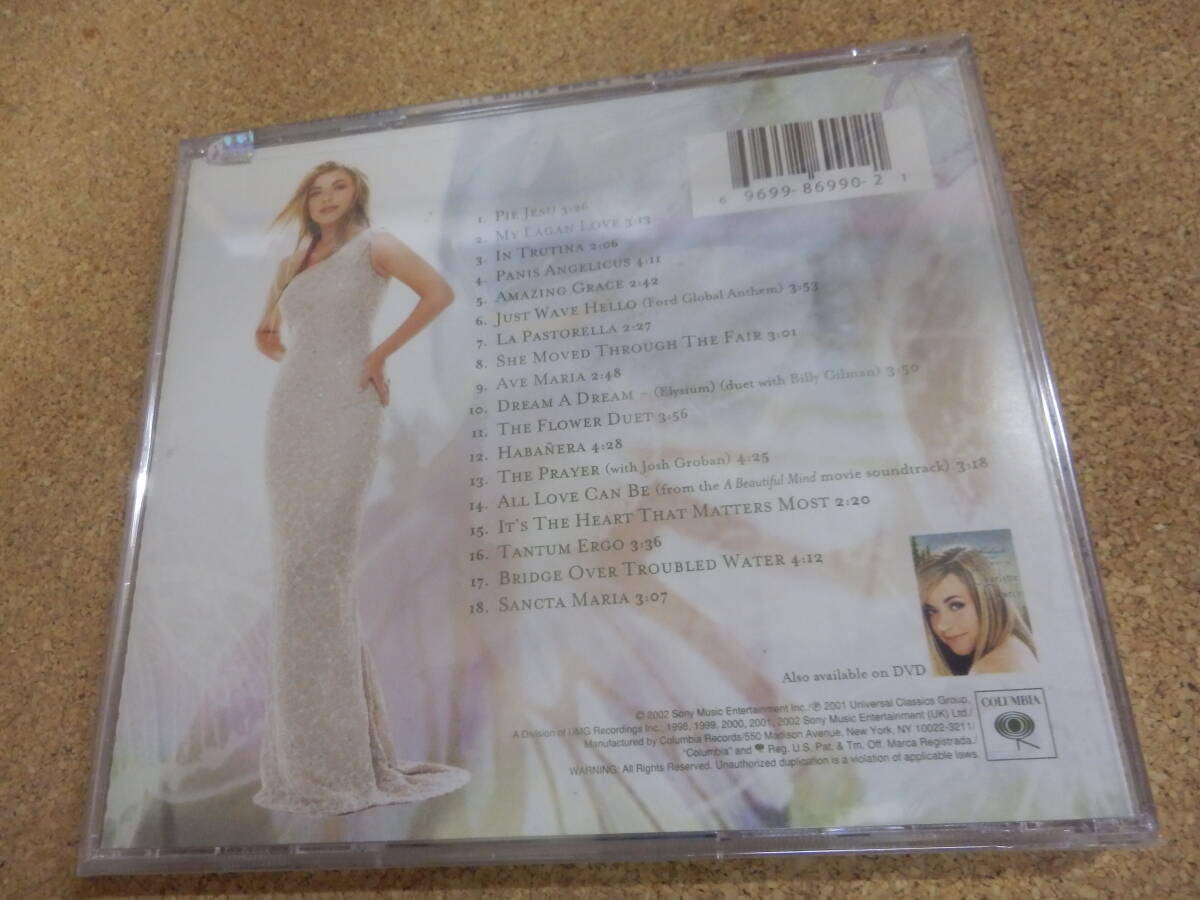 6 9699-86990-2 1
1. PIE JESU 3:26
2. MY LAGAN LOVE 3:13
3. IN TRUTINA 2:06
4. PANIS ANGELICUS 4:11
5. AMAZING GRACE 2:42
6. JUST WAVE HELLO (Ford Global Anthem) 3:53
7. LA PASTORELLA 2:27
8. SHE MOVED THROUGH THE FAIR 3:01
9. AVE MARIA 2:48
10. DREAM A DREAM – (Elysium) (duet with Billy Gilman) 3:50
11. THE FLOWER DUET 3:56
12. HABAÑERA 4:28
13. THE PRAYER (with Josh Groban) 4:25
14. ALL LOVE CAN BE (from the A Beautiful Mind movie soundtrack) 3:18
15. IT'S THE HEART THAT MATTERS MOST 2:20
16. TANTUM ERGO 3:36
17. BRIDGE OVER TROUBLED WATER 4:12
18. SANCTA MARIA 3:07
Also available on DVD
© 2002 Sony Music Entertainment Inc./℗ 2001 Universal Classics Group,
A Division of UMG Recordings Inc., 1998, 1999, 2000, 2001, 2002 Sony Music Entertainment (UK) Ltd./
Manufactured by Columbia Records/550 Madison Avenue, New York, NY 10022-3211/
"Columbia" and Reg. U.S. Pat. & Tm. Off. Marca Registrada./
WARNING: All Rights Reserved. Unauthorized duplication is a violation of applicable laws.
COLUMBIA